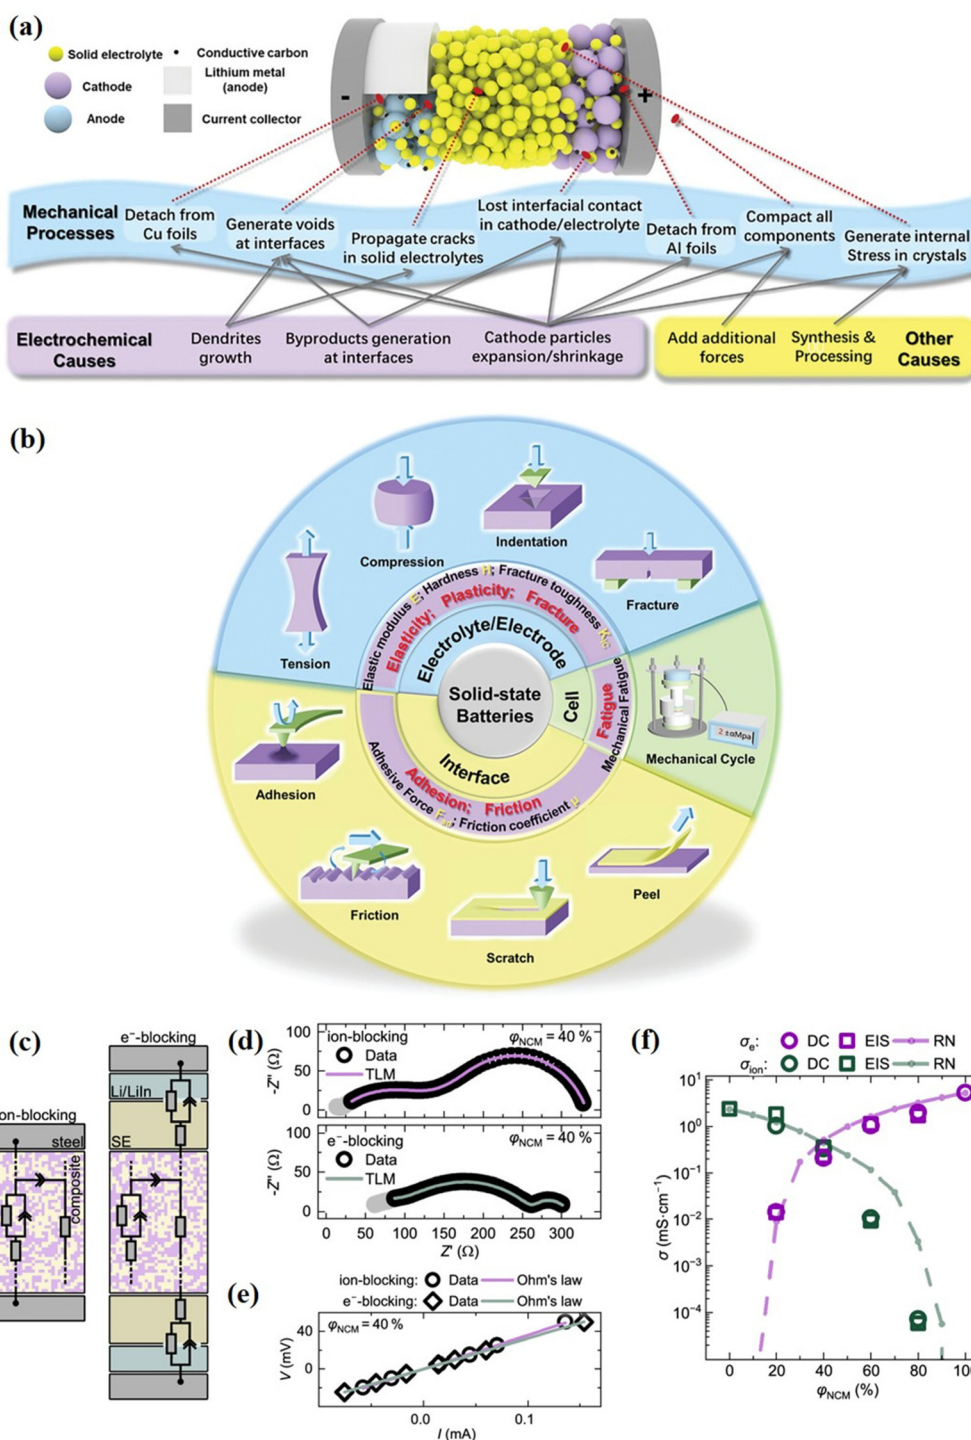 (a)
Solid electrolyte
Conductive carbon
Cathode
Lithium metal
(anode)
Anode
Current collector
-
+
Mechanical
Processes
Detach from
Cu foils
Generate voids
at interfaces
Propagate cracks
in solid electrolytes
Lost interfacial contact
in cathode/electrolyte
Detach from
Al foils
Compact all
components
Generate internal
Stress in crystals
Electrochemical
Causes
Dendrites
growth
Byproducts generation
at interfaces
Cathode particles
expansion/shrinkage
Add additional
forces
Synthesis &
Processing
Other
Causes
(b)
Tension
Compression
Indentation
Fracture
Elastic modulus E; Hardness H; Fracture toughness
Elasticity; Plasticity; Fracture
Electrolyte/Electrode
Solid-state
Batteries
Cell
Fatigue
Mechanical Fatigue
2 ±αMpa
Mechanical Cycle
Interface
Adhesion; Friction
Adhesive Force ; Friction coefficient μ
Adhesion
Friction
Scratch
Peel
(c)
e⁻-blocking
Li/LiIn
SE
on-blocking
steel
composite
(d)
ion-blocking
φNCM = 40 %
Data
TLM
100
50
0
-Z'' (Ω)
e⁻-blocking
φNCM = 40 %
Data
TLM
100
50
0
-Z'' (Ω)
0 50 100 150 200 250 300
Z' (Ω)
(e)
ion-blocking: Data Ohm's law
e⁻-blocking: Data Ohm's law
φNCM = 40 %
40
0
V (mV)
0.0 0.1
I (mA)
(f)
σe: DC EIS RN
σion: DC EIS RN
10¹
10⁰
10⁻¹
10⁻²
10⁻³
10⁻⁴
σ (mS·cm⁻¹)
0 20 40 60 80 100
φNCM (%)